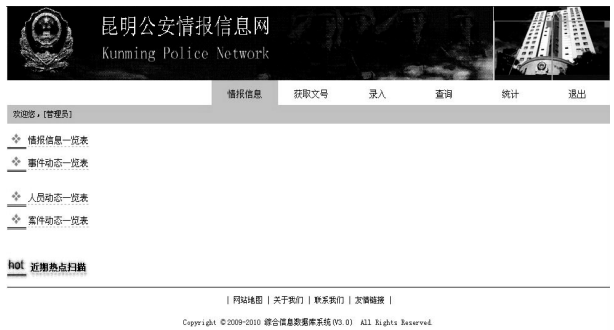 昆明公安情报信息网
Kunming Police Network
情报信息 获取文号 录入 查询 统计 退出
欢迎您,[管理员]
情报信息一览表
事件动态一览表
人员动态一览表
案件动态一览表
hot 近期热点扫描
| 网站地图 | 关于我们 | 联系我们 | 友情链接 |
Copyright ©2009-2010 综合信息数据库系统(V3.0) All Rights Reserved